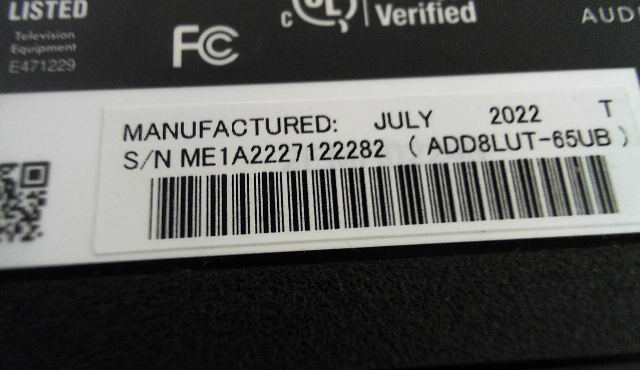 LISTED
Television
Equipment
E471229
FC
C UL
Verified
AUD
MANUFACTURED: JULY 2022 T
S/N ME1A2227122282 ( ADD8LUT-65UB )